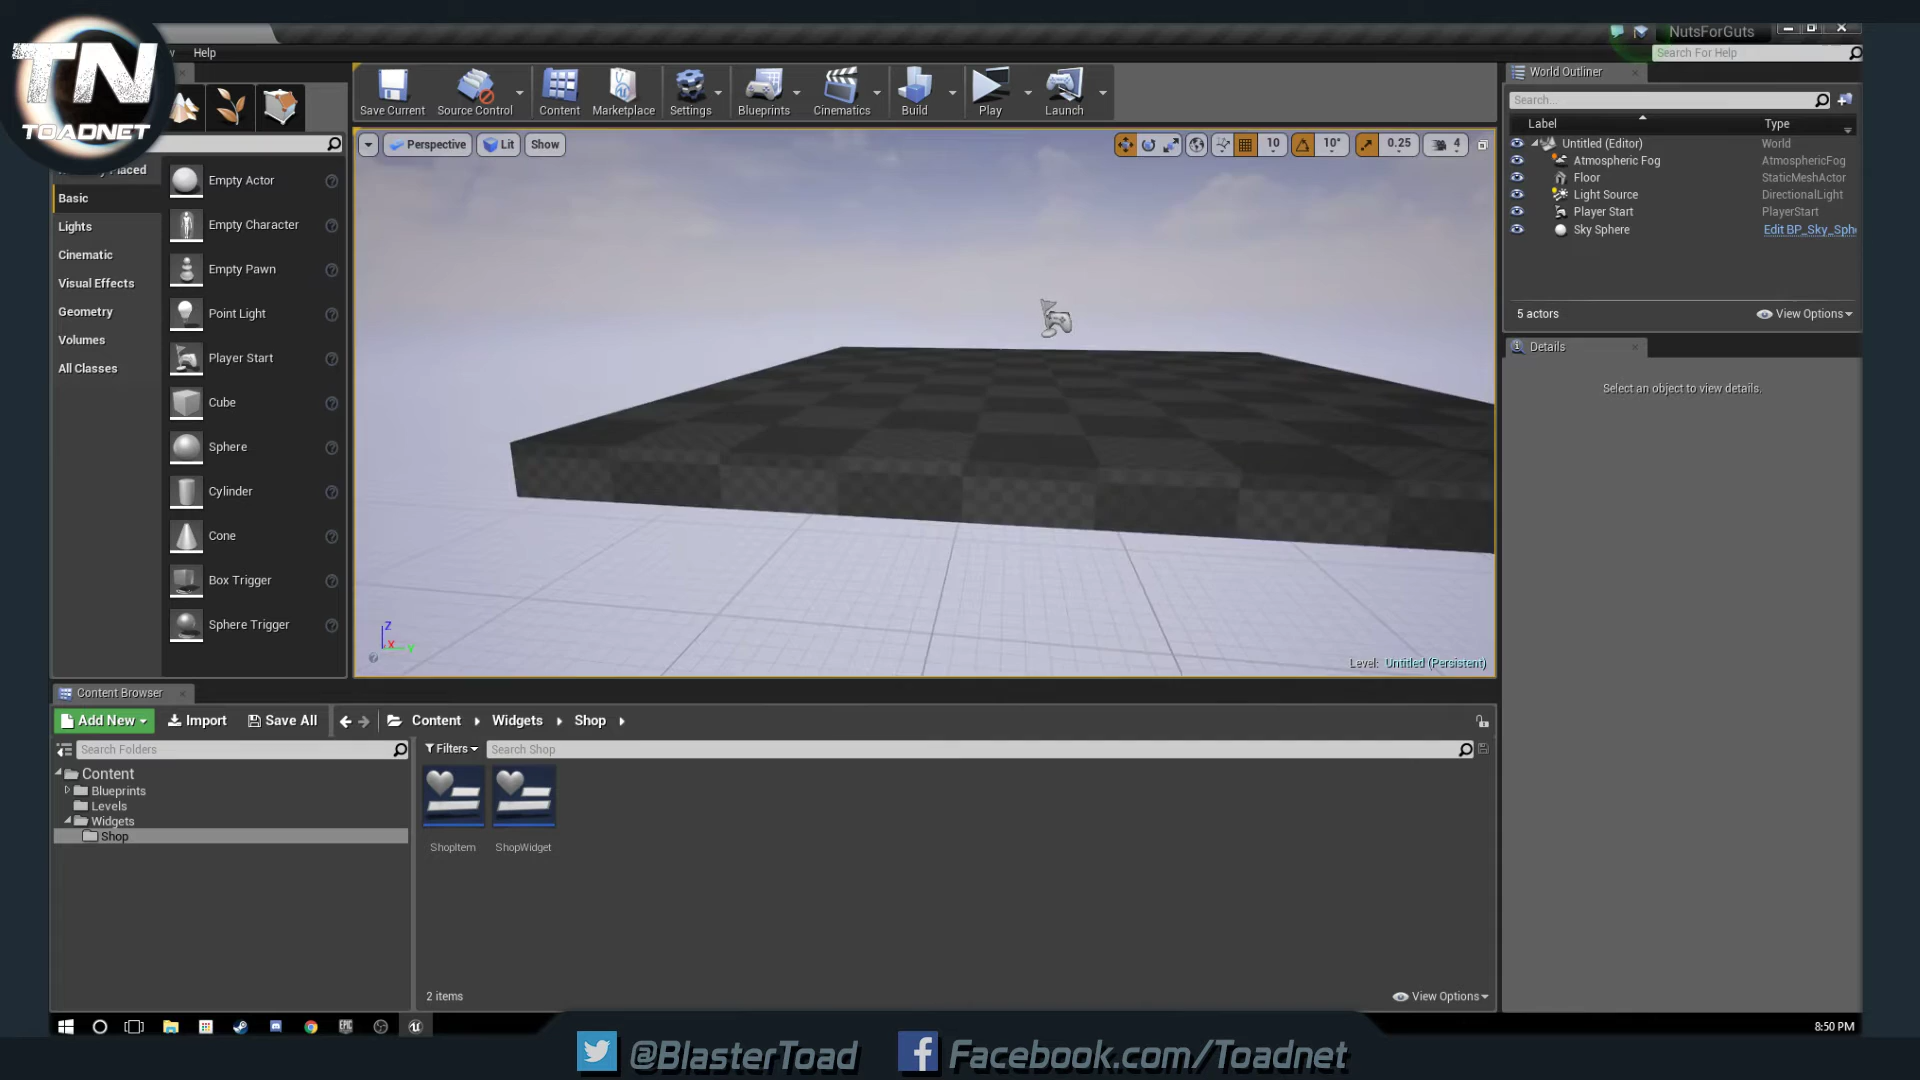 TN
TOADNET
Help
NutsForGuts
Search For Help
Save Current
Source Control
Content
Marketplace
Settings
Blueprints
Cinematics
Build
Play
Launch
Perspective
Lit
Show
10
10°
0.25
4
Basic
Lights
Cinematic
Visual Effects
Geometry
Volumes
All Classes
Empty Actor
Empty Character
Empty Pawn
Point Light
Player Start
Cube
Sphere
Cylinder
Cone
Box Trigger
Sphere Trigger
Z
X
Y
Level: Untitled (Persistent)
World Outliner
Search...
Label Type
Untitled (Editor) World
Atmospheric Fog AtmosphericFog
Floor StaticMeshActor
Light Source DirectionalLight
Player Start PlayerStart
Sky Sphere Edit BP_Sky_Sph
5 actors
View Options
Details
Select an object to view details.
Content Browser
Add New
Import
Save All
Content
Widgets
Shop
Search Folders
Filters
Search Shop
Content
Blueprints
Levels
Widgets
Shop
ShopItem
ShopWidget
2 items
View Options
EPIC
8:50 PM
@BlasterToad
Facebook.com/Toadnet